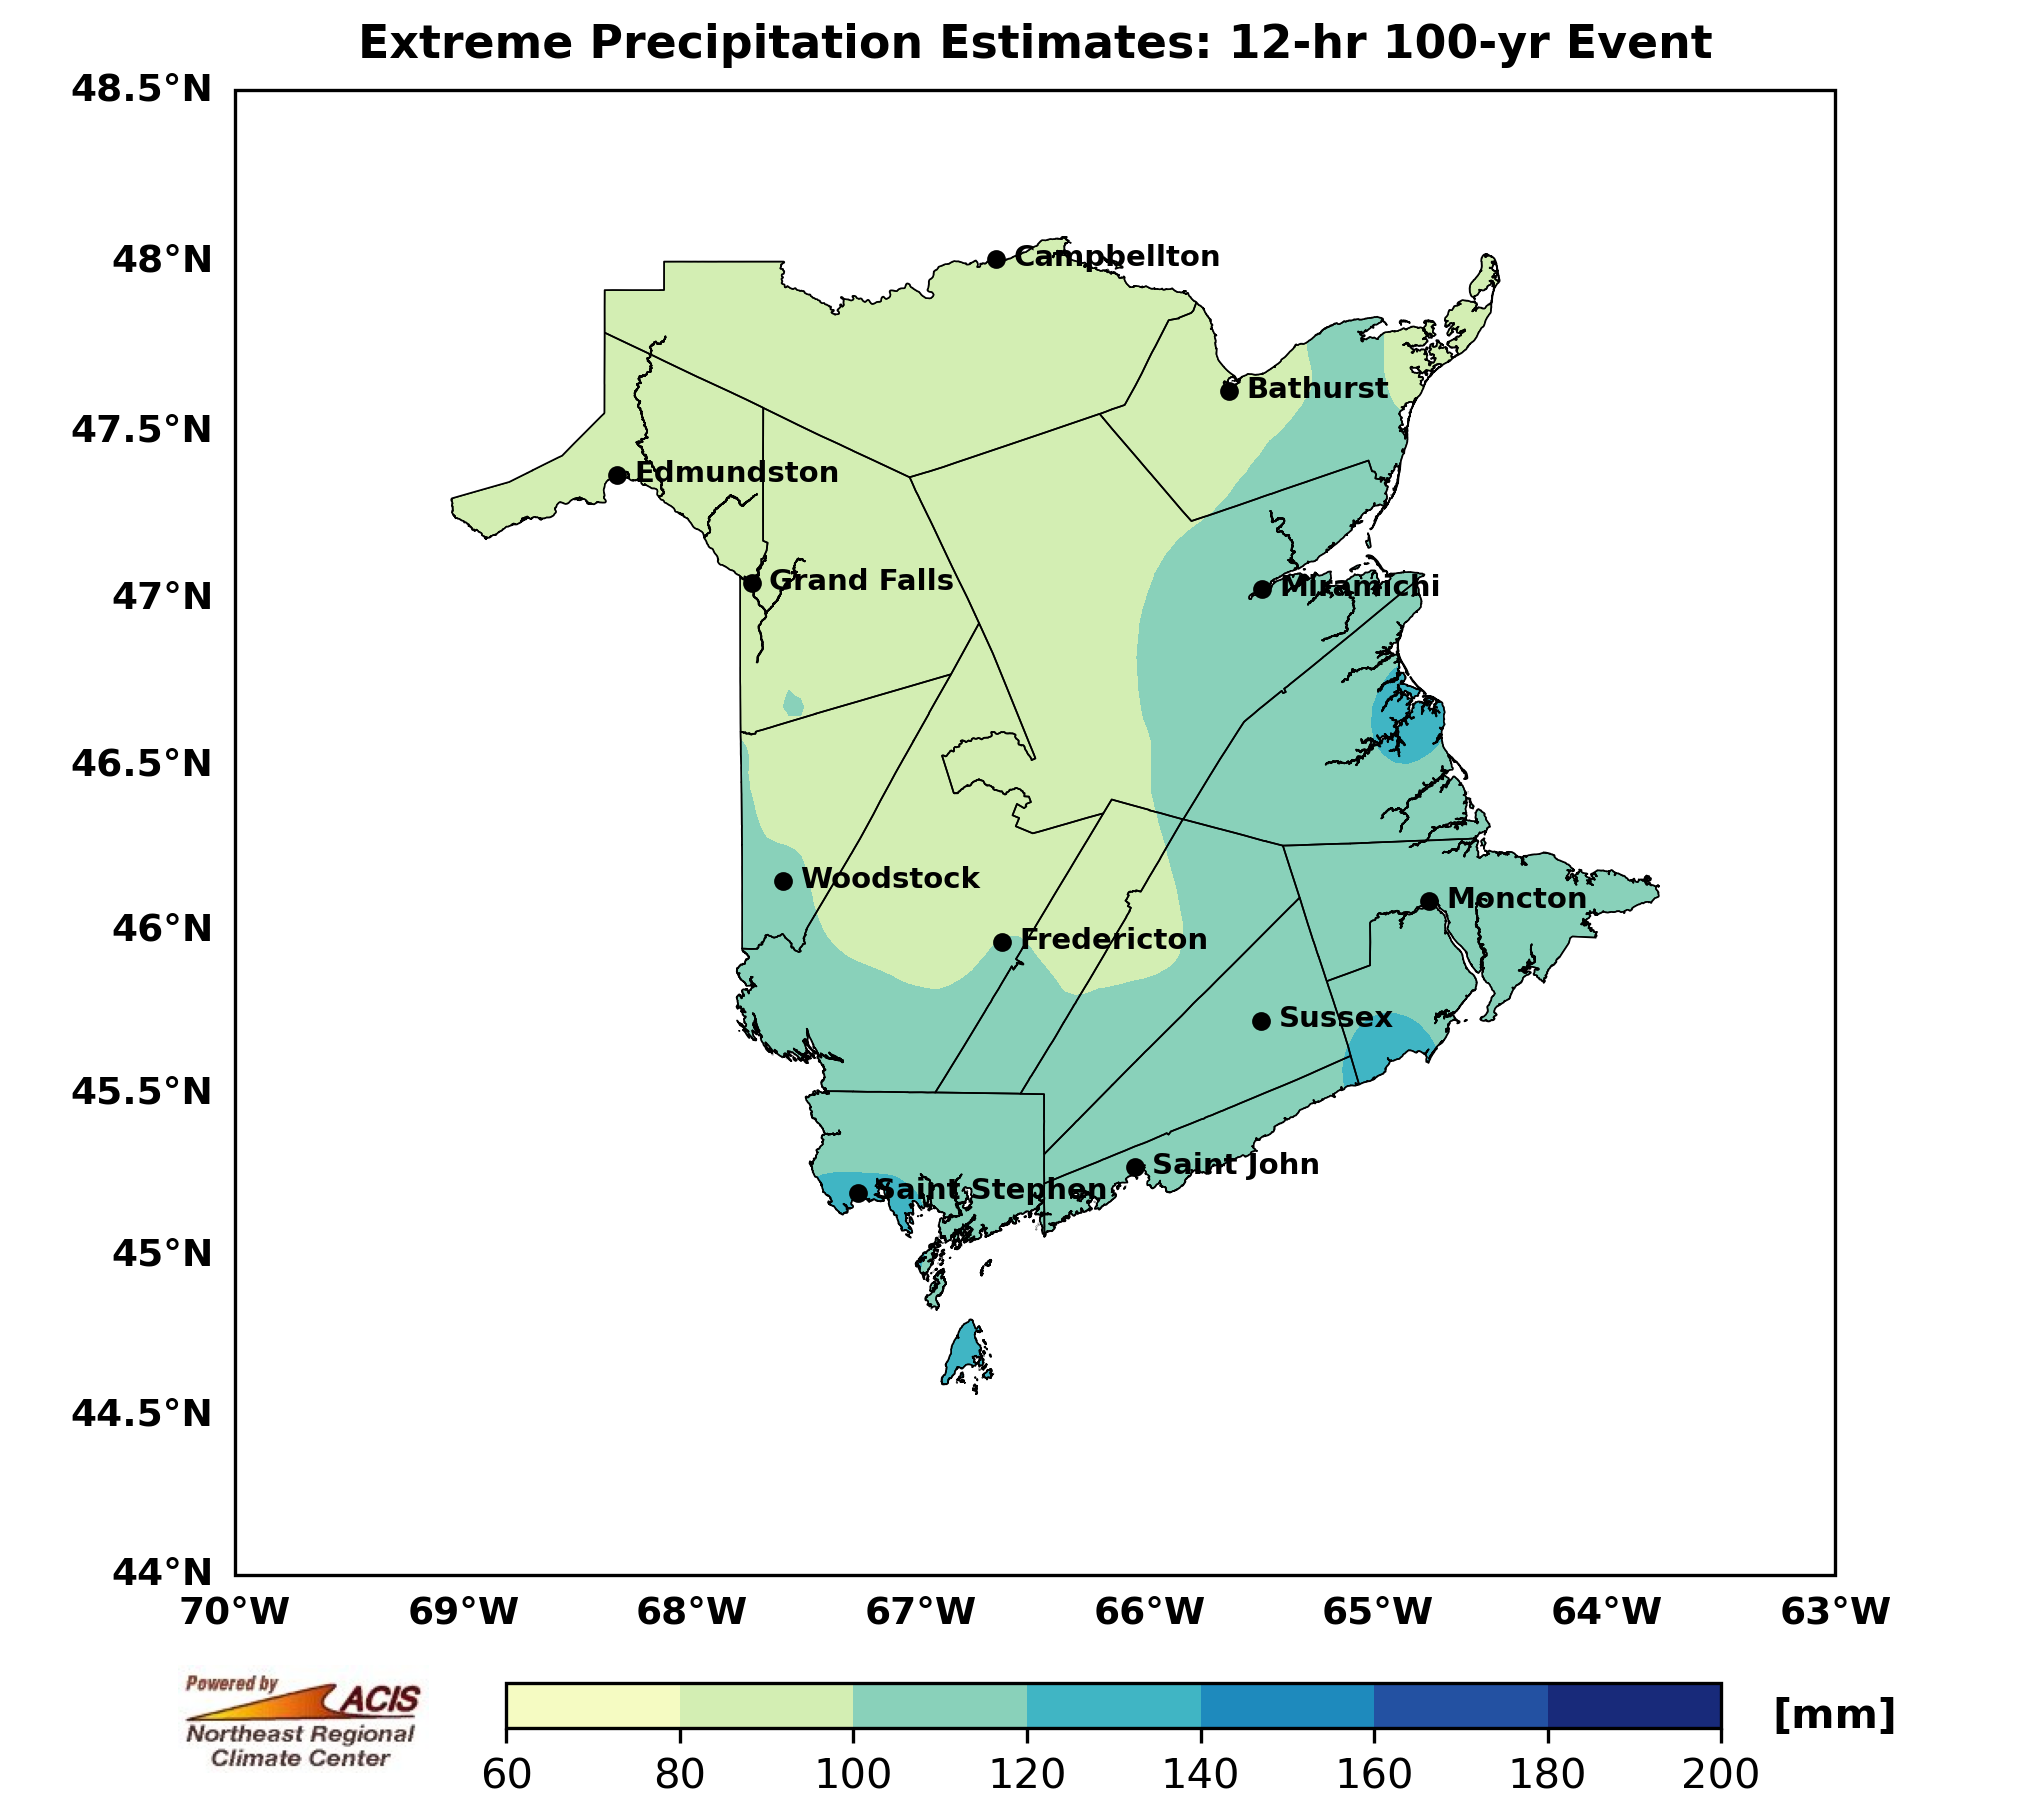 Extreme Precipitation Estimates: 12-hr 100-yr Event
48.5°N
48°N
47.5°N
47°N
46.5°N
46°N
45.5°N
45°N
44.5°N
44°N
Campbellton
Bathurst
Edmundston
Grand Falls
Miramichi
Woodstock
Moncton
Fredericton
Sussex
Saint John
Saint Stephen
70°W
69°W
68°W
67°W
66°W
65°W
64°W
63°W
Powered by
ACIS
Northeast Regional
Climate Center
[mm]
60
80
100
120
140
160
180
200